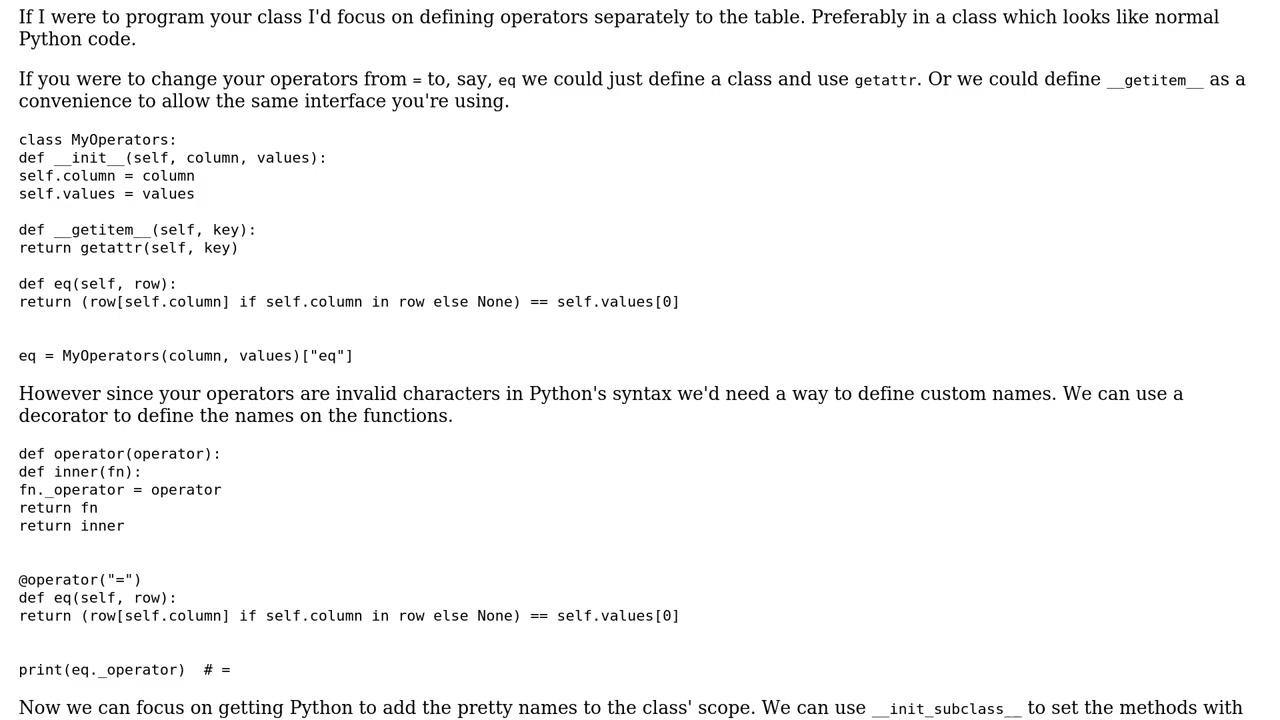 If I were to program your class I'd focus on defining operators separately to the table. Preferably in a class which looks like normal
Python code.
If you were to change your operators from = to, say, eq we could just define a class and use getattr. Or we could define __getitem__ as a
convenience to allow the same interface you're using.
class MyOperators:
def __init__(self, column, values):
self.column = column
self.values = values
def __getitem__(self, key):
return getattr(self, key)
def eq(self, row):
return (row[self.column] if self.column in row else None) == self.values[0]
eq = MyOperators(column, values)["eq"]
However since your operators are invalid characters in Python's syntax we'd need a way to define custom names. We can use a
decorator to define the names on the functions.
def operator(operator):
def inner(fn):
fn._operator = operator
return fn
return inner
@operator("=")
def eq(self, row):
return (row[self.column] if self.column in row else None) == self.values[0]
print(eq._operator)  # =
Now we can focus on getting Python to add the pretty names to the class' scope. We can use __init_subclass__ to set the methods with